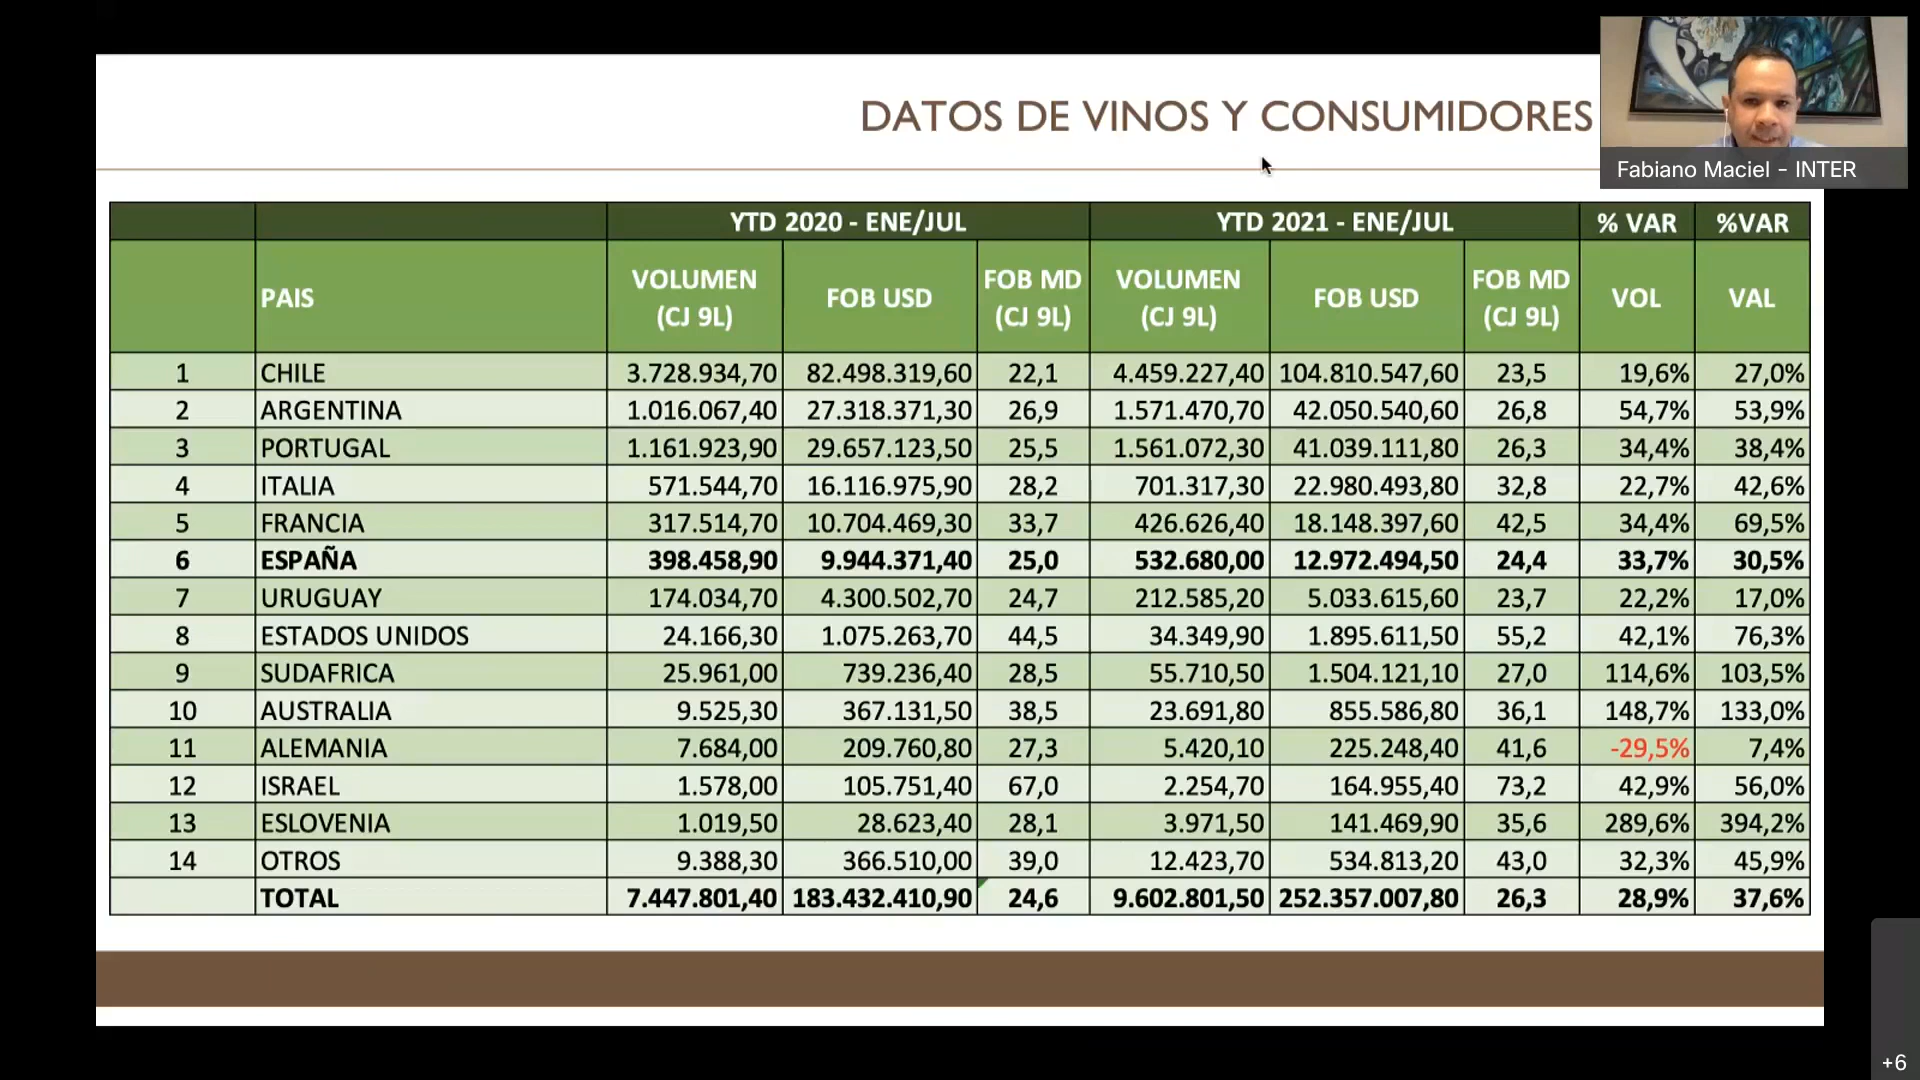 DATOS DE VINOS Y CONSUMIDORES
Fabiano Maciel - INTER
YTD 2020 - ENE/JUL YTD 2021 - ENE/JUL % VAR %VAR
PAIS VOLUMEN (CJ 9L) FOB USD FOB MD (CJ 9L) VOLUMEN (CJ 9L) FOB USD FOB MD (CJ 9L) VOL VAL
1 CHILE 3.728.934,70 82.498.319,60 22,1 4.459.227,40 104.810.547,60 23,5 19,6% 27,0%
2 ARGENTINA 1.016.067,40 27.318.371,30 26,9 1.571.470,70 42.050.540,60 26,8 54,7% 53,9%
3 PORTUGAL 1.161.923,90 29.657.123,50 25,5 1.561.072,30 41.039.111,80 26,3 34,4% 38,4%
4 ITALIA 571.544,70 16.116.975,90 28,2 701.317,30 22.980.493,80 32,8 22,7% 42,6%
5 FRANCIA 317.514,70 10.704.469,30 33,7 426.626,40 18.148.397,60 42,5 34,4% 69,5%
6 ESPAÑA 398.458,90 9.944.371,40 25,0 532.680,00 12.972.494,50 24,4 33,7% 30,5%
7 URUGUAY 174.034,70 4.300.502,70 24,7 212.585,20 5.033.615,60 23,7 22,2% 17,0%
8 ESTADOS UNIDOS 24.166,30 1.075.263,70 44,5 34.349,90 1.895.611,50 55,2 42,1% 76,3%
9 SUDAFRICA 25.961,00 739.236,40 28,5 55.710,50 1.504.121,10 27,0 114,6% 103,5%
10 AUSTRALIA 9.525,30 367.131,50 38,5 23.691,80 855.586,80 36,1 148,7% 133,0%
11 ALEMANIA 7.684,00 209.760,80 27,3 5.420,10 225.248,40 41,6 -29,5% 7,4%
12 ISRAEL 1.578,00 105.751,40 67,0 2.254,70 164.955,40 73,2 42,9% 56,0%
13 ESLOVENIA 1.019,50 28.623,40 28,1 3.971,50 141.469,90 35,6 289,6% 394,2%
14 OTROS 9.388,30 366.510,00 39,0 12.423,70 534.813,20 43,0 32,3% 45,9%
TOTAL 7.447.801,40 183.432.410,90 24,6 9.602.801,50 252.357.007,80 26,3 28,9% 37,6%
+6